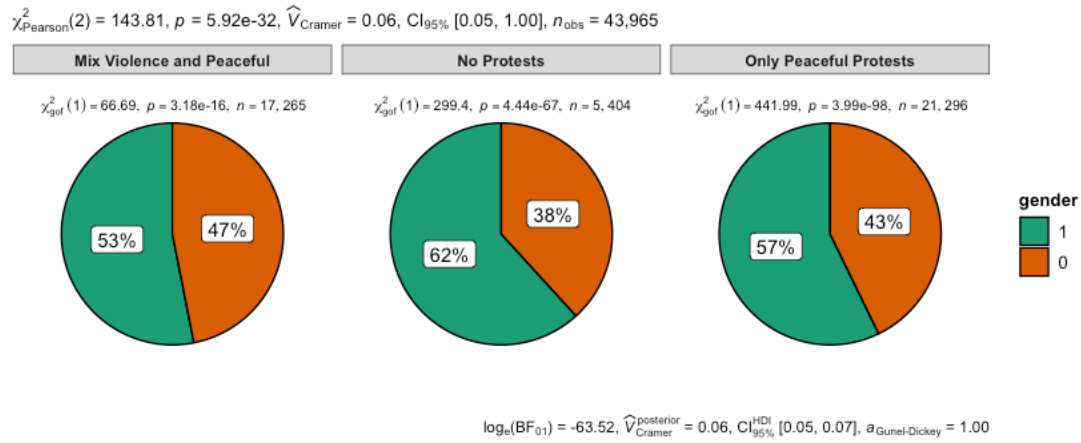 χ²Pearson(2) = 143.81, p = 5.92e-32, V̂Cramer = 0.06, CI95% [0.05, 1.00], nobs = 43,965
Mix Violence and Peaceful
No Protests
Only Peaceful Protests
χ²gof(1) = 66.69, p = 3.18e-16, n = 17,265
χ²gof(1) = 299.4, p = 4.44e-67, n = 5,404
χ²gof(1) = 441.99, p = 3.99e-98, n = 21,296
53%
47%
62%
38%
57%
43%
gender
1
0
loge(BF01) = -63.52, V̂Cramer posterior = 0.06, CI95% HDI [0.05, 0.07], aGunel-Dickey = 1.00